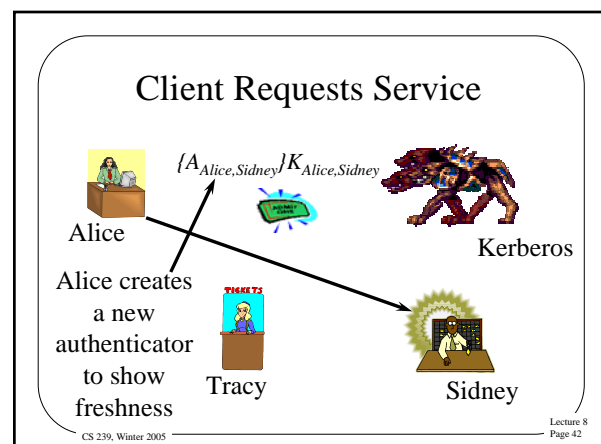 Client Requests Service
{A_Alice,Sidney}K_Alice,Sidney
Alice
Kerberos
Alice creates
a new
authenticator
to show
freshness
TICKETS
Tracy
Sidney
CS 239, Winter 2005
Lecture 8
Page 42